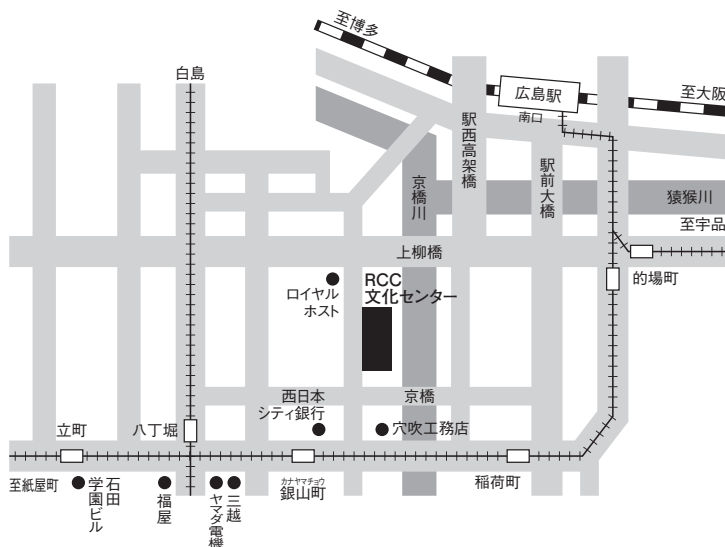 至博多
白島
広島駅
至大阪
南口
駅西高架橋
駅前大橋
京橋川
猿猴川
至宇品
上柳橋
RCC
文化センター
ロイヤル
ホスト
的場町
西日本
シティ銀行
京橋
穴吹工務店
立町
八丁堀
至紙屋町
石田
学園ビル
福屋
三越
ヤマダ電機
カナヤマチョウ
銀山町
稲荷町